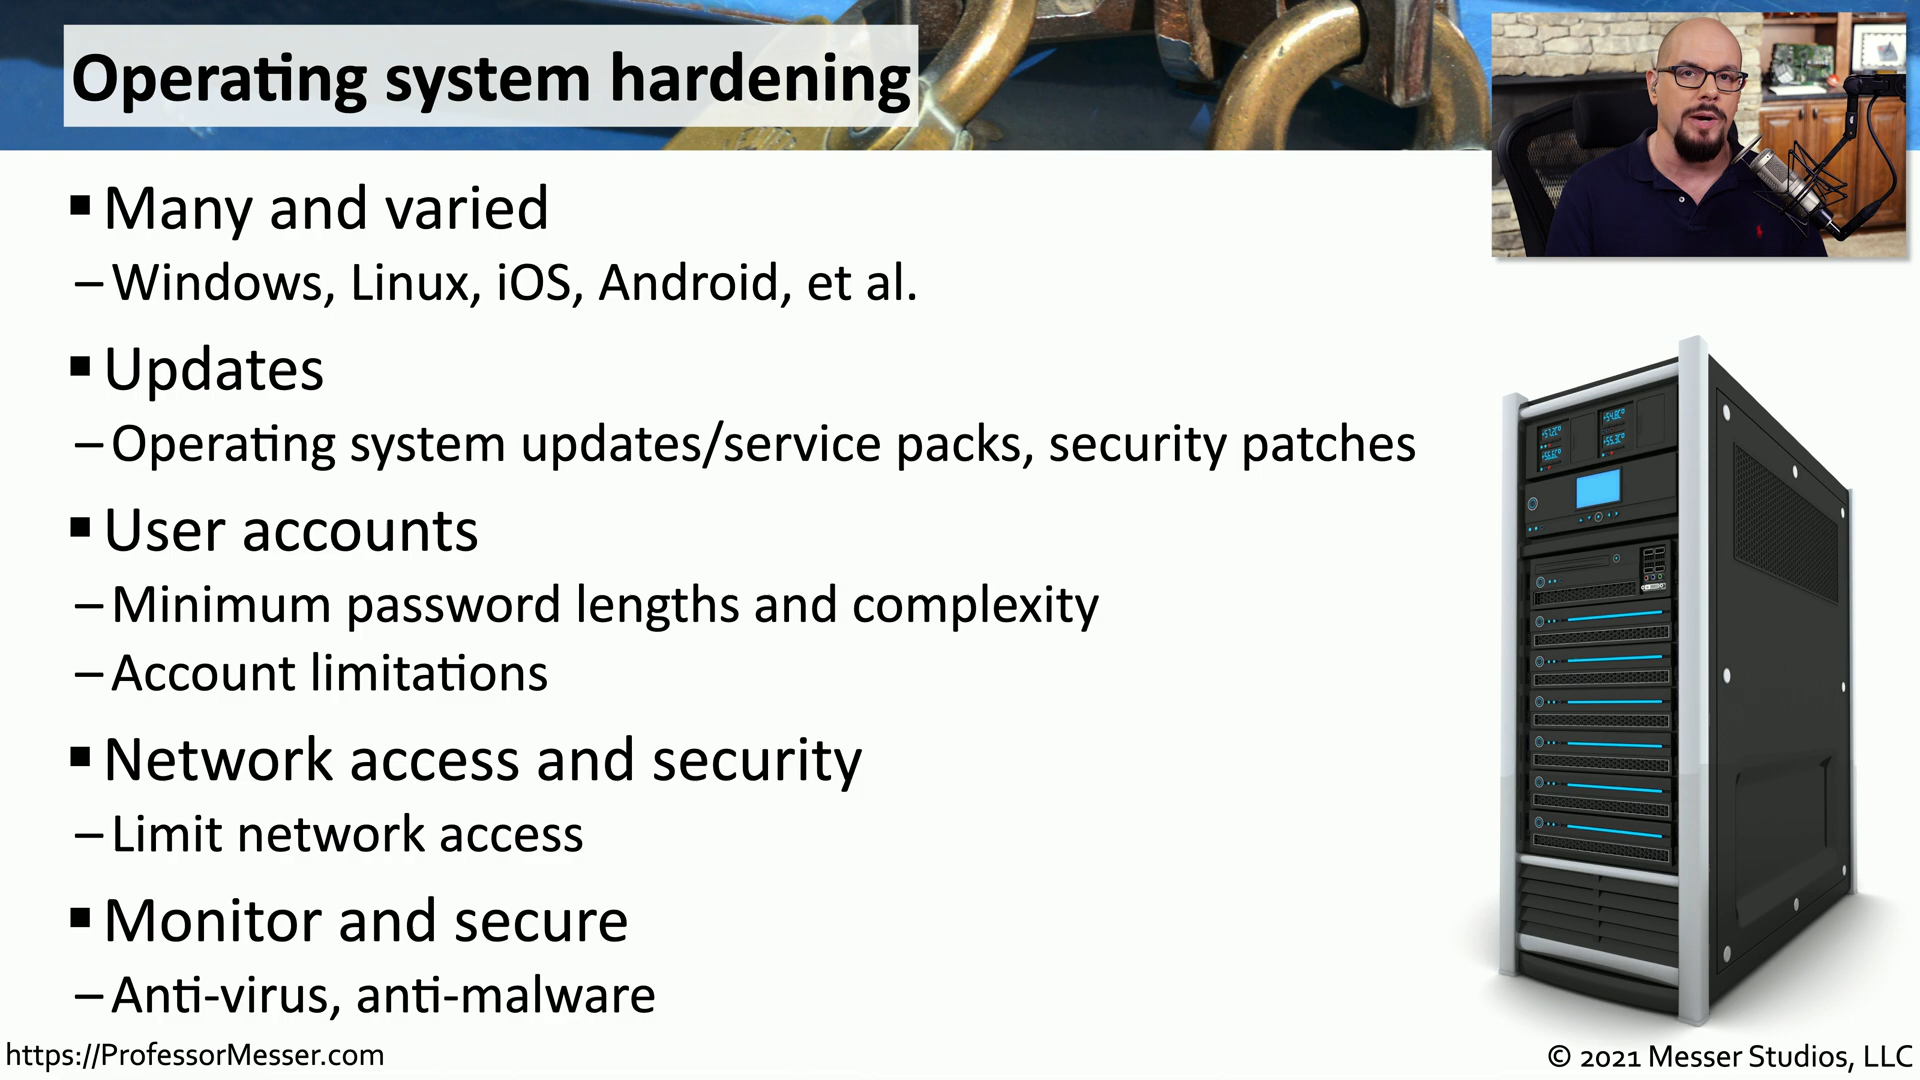 Operating system hardening
▪ Many and varied
– Windows, Linux, iOS, Android, et al.
▪ Updates
– Operating system updates/service packs, security patches
▪ User accounts
– Minimum password lengths and complexity
– Account limitations
▪ Network access and security
– Limit network access
▪ Monitor and secure
– Anti-virus, anti-malware
https://ProfessorMesser.com
© 2021 Messer Studios, LLC